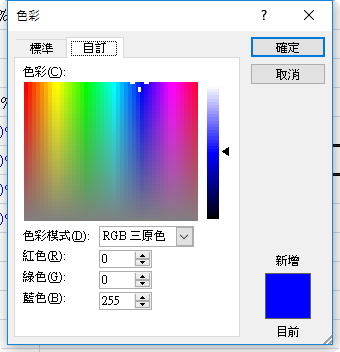 色彩
?
標準
自訂
確定
取消
色彩(C):
色彩模式(D):
RGB 三原色
紅色(R):
0
綠色(G):
0
藍色(B):
255
新增
目前